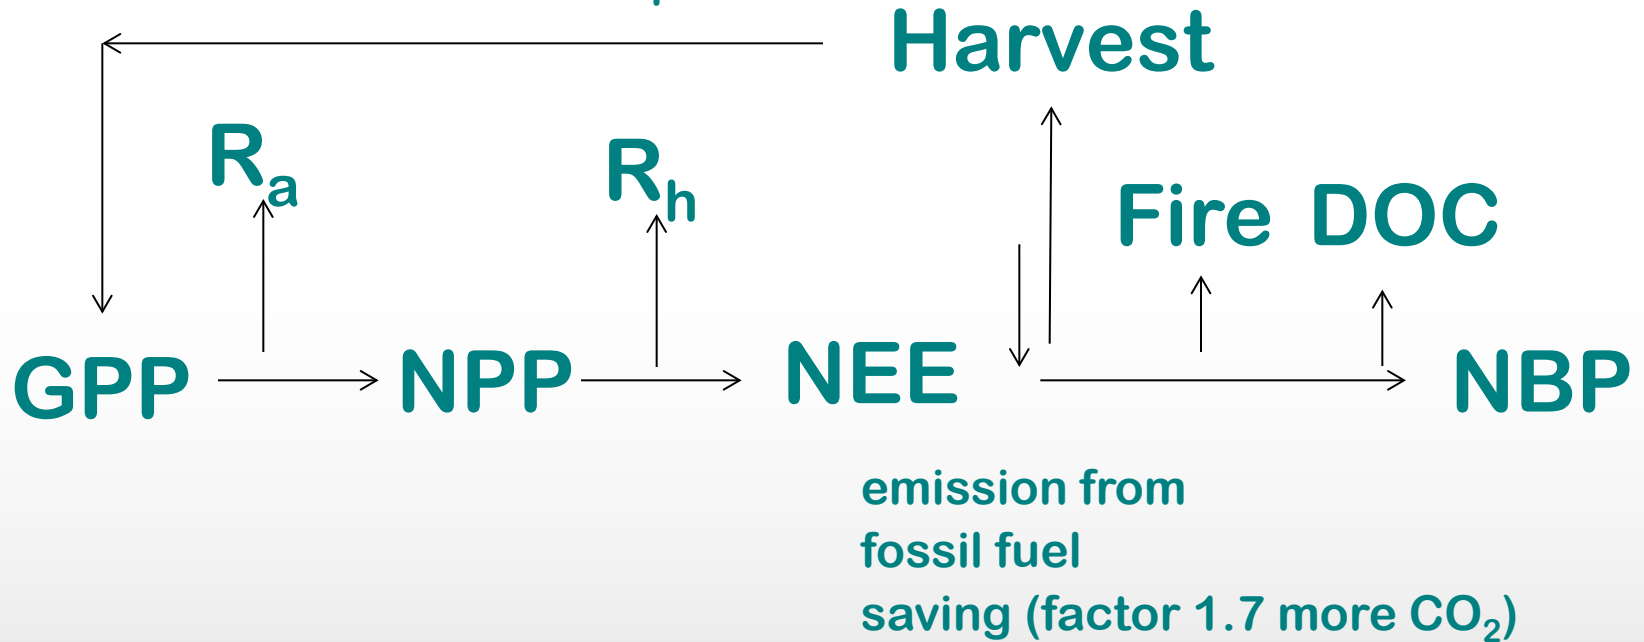 Harvest
Rₐ
Rₕ
Fire DOC
GPP NPP NEE NBP
emission from
fossil fuel
saving (factor 1.7 more CO₂)